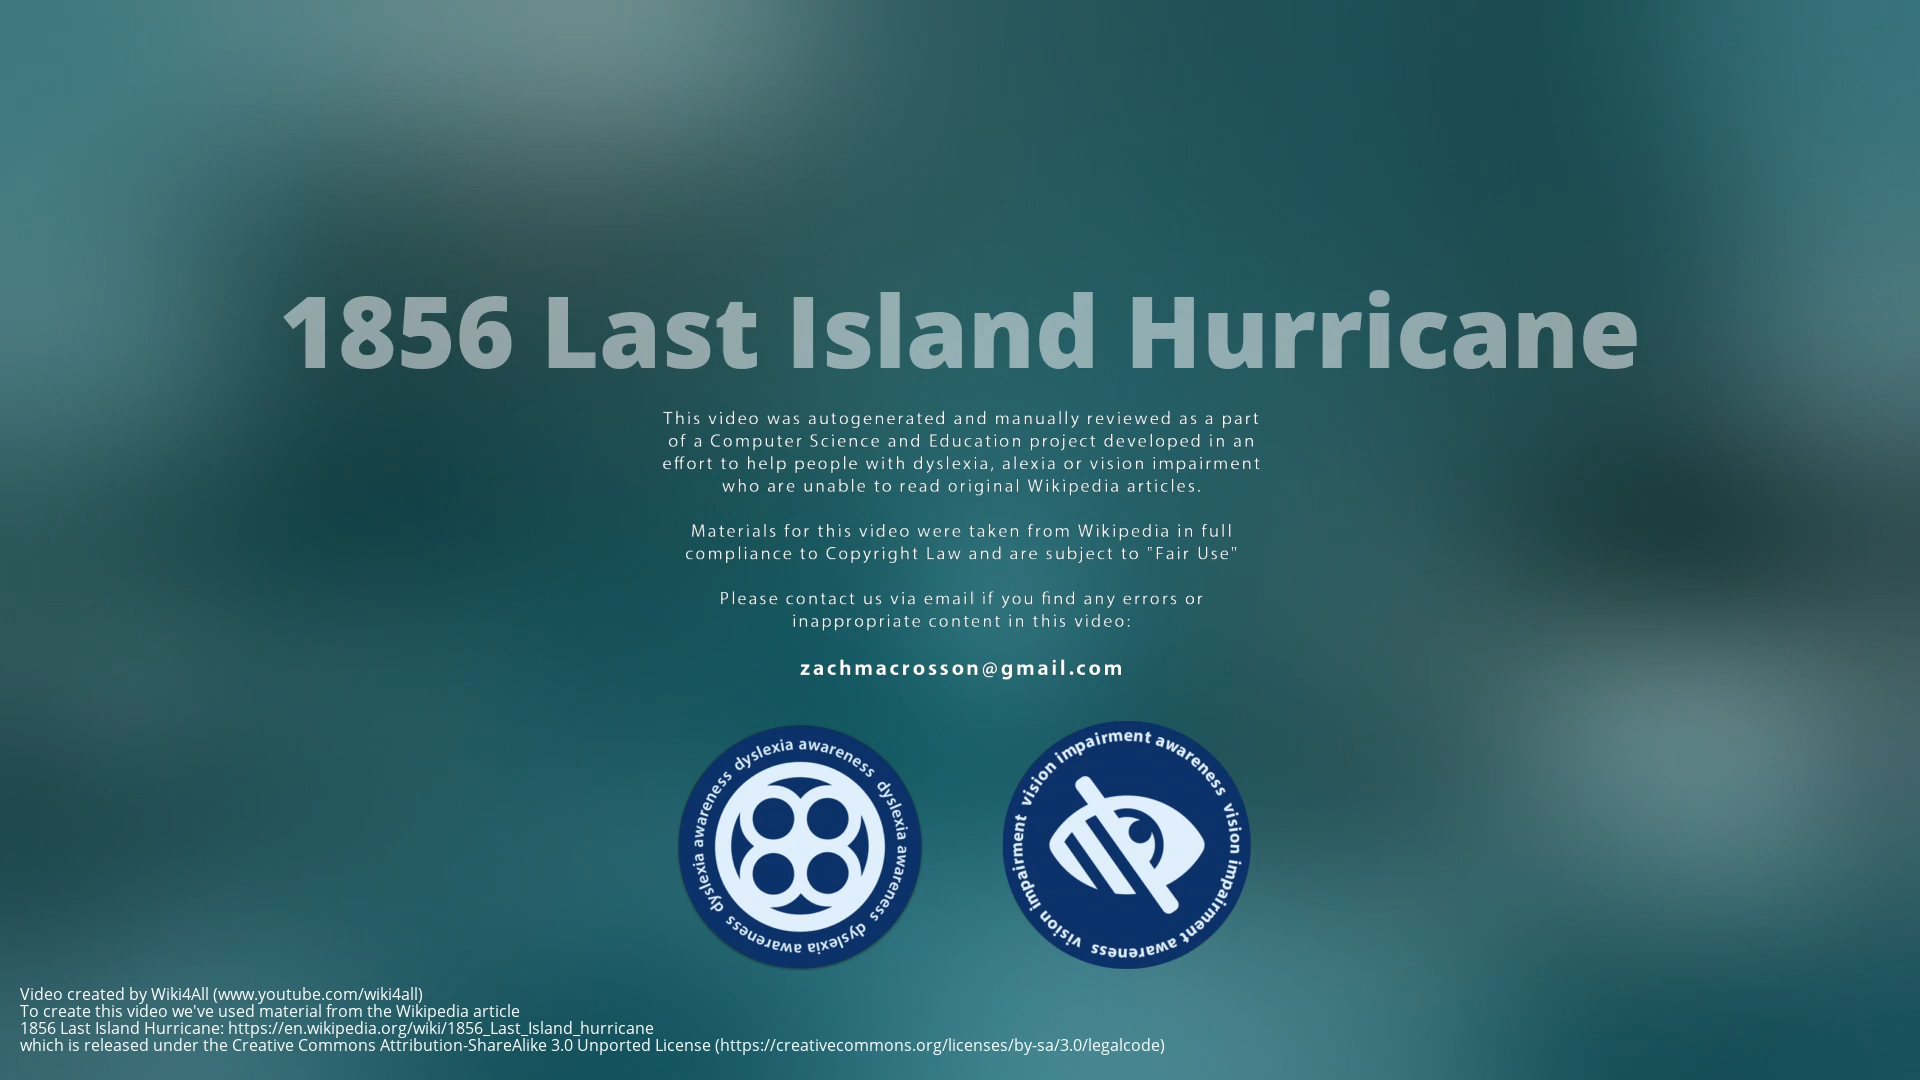 1856 Last Island Hurricane
This video was autogenerated and manually reviewed as a part
of a Computer Science and Education project developed in an
effort to help people with dyslexia, alexia or vision impairment
who are unable to read original Wikipedia articles.
Materials for this video were taken from Wikipedia in full
compliance to Copyright Law and are subject to "Fair Use"
Please contact us via email if you find any errors or
inappropriate content in this video:
zachmacrosson@gmail.com
dyslexia awareness dyslexia awareness dyslexia awareness dyslexia awareness
vision impairment awareness vision impairment awareness vision impairment
Video created by Wiki4All (www.youtube.com/wiki4all)
To create this video we've used material from the Wikipedia article
1856 Last Island Hurricane: https://en.wikipedia.org/wiki/1856_Last_Island_hurricane
which is released under the Creative Commons Attribution-ShareAlike 3.0 Unported License (https://creativecommons.org/licenses/by-sa/3.0/legalcode)